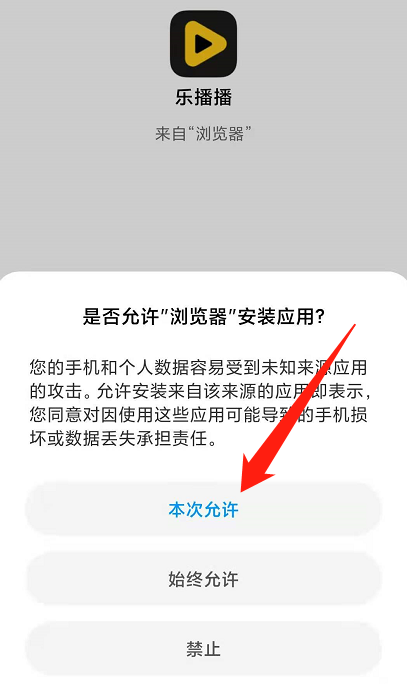 乐播播
来自“浏览器”
是否允许”浏览器”安装应用？
您的手机和个人数据容易受到未知来源应用
的攻击。允许安装来自该来源的应用即表示，
您同意对因使用这些应用可能导致的手机损
坏或数据丢失承担责任。
本次允许
始终允许
禁止